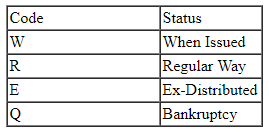 Code Status
W When Issued
R Regular Way
E Ex-Distributed
Q Bankruptcy